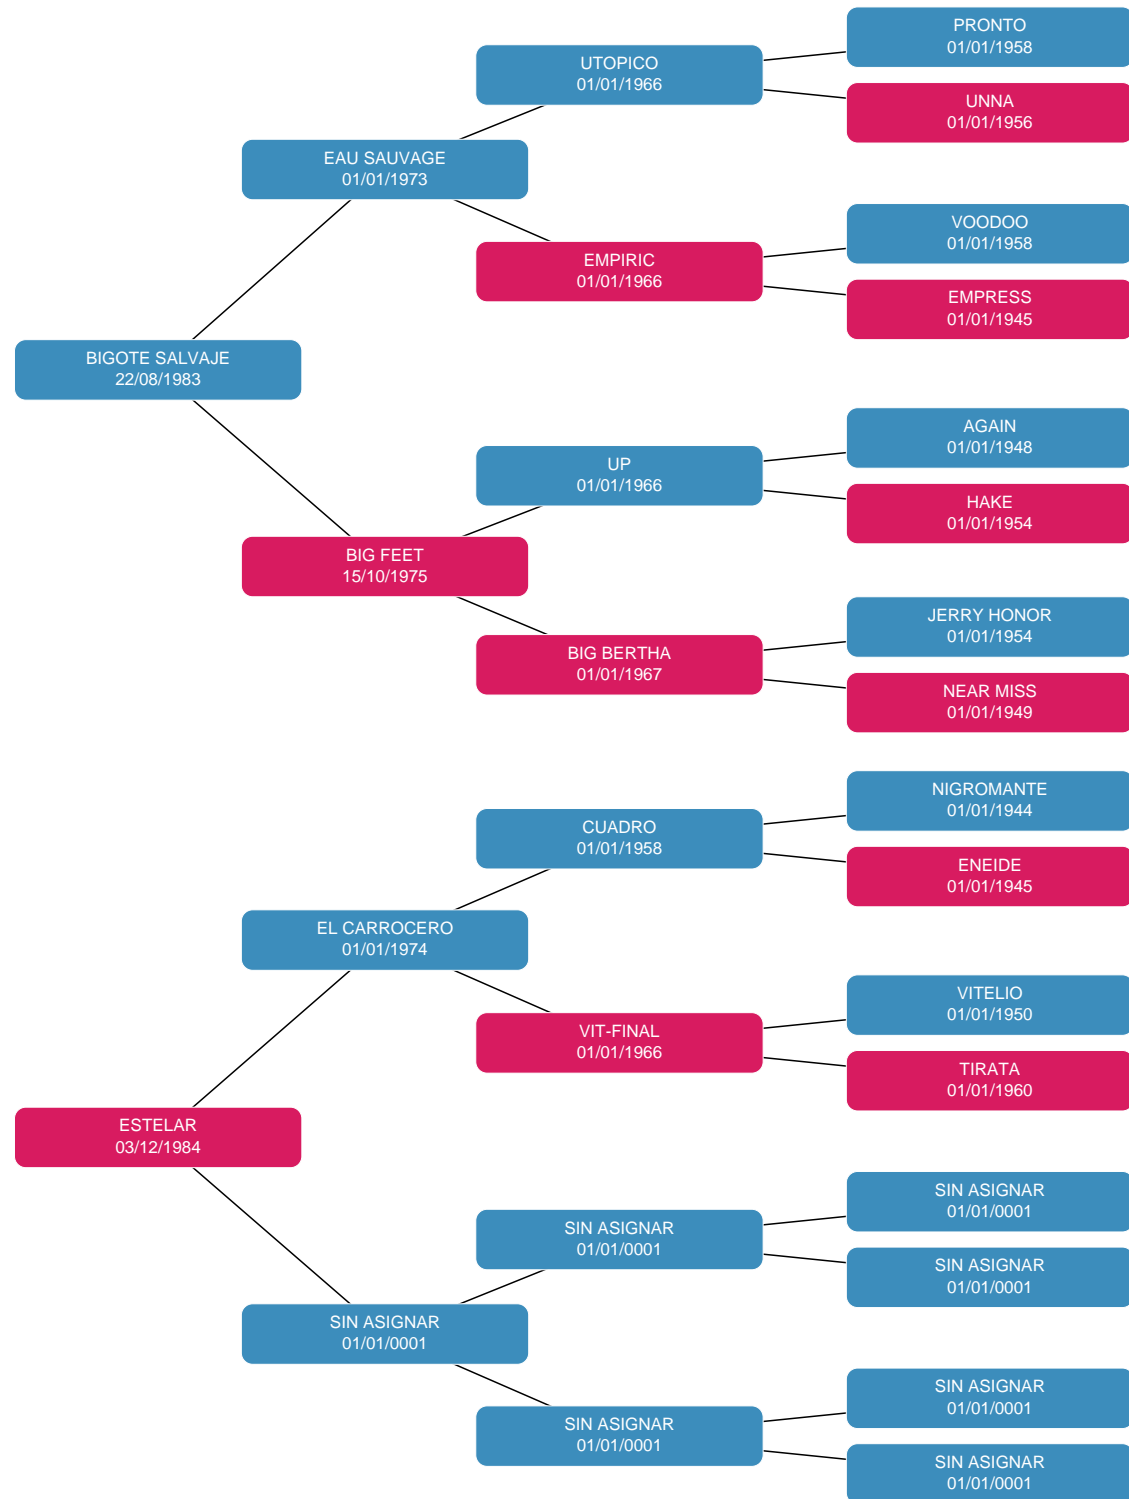 PRONTO
01/01/1958
UTOPICO
01/01/1966
UNNA
01/01/1956
EAU SAUVAGE
01/01/1973
VOODOO
01/01/1958
EMPIRIC
01/01/1966
EMPRESS
01/01/1945
BIGOTE SALVAJE
22/08/1983
AGAIN
01/01/1948
UP
01/01/1966
HAKE
01/01/1954
BIG FEET
15/10/1975
JERRY HONOR
01/01/1954
BIG BERTHA
01/01/1967
NEAR MISS
01/01/1949
NIGROMANTE
01/01/1944
CUADRO
01/01/1958
ENEIDE
01/01/1945
EL CARROCERO
01/01/1974
VITELIO
01/01/1950
VIT-FINAL
01/01/1966
TIRATA
01/01/1960
ESTELAR
03/12/1984
SIN ASIGNAR
01/01/0001
SIN ASIGNAR
01/01/0001
SIN ASIGNAR
01/01/0001
SIN ASIGNAR
01/01/0001
SIN ASIGNAR
01/01/0001
SIN ASIGNAR
01/01/0001
SIN ASIGNAR
01/01/0001